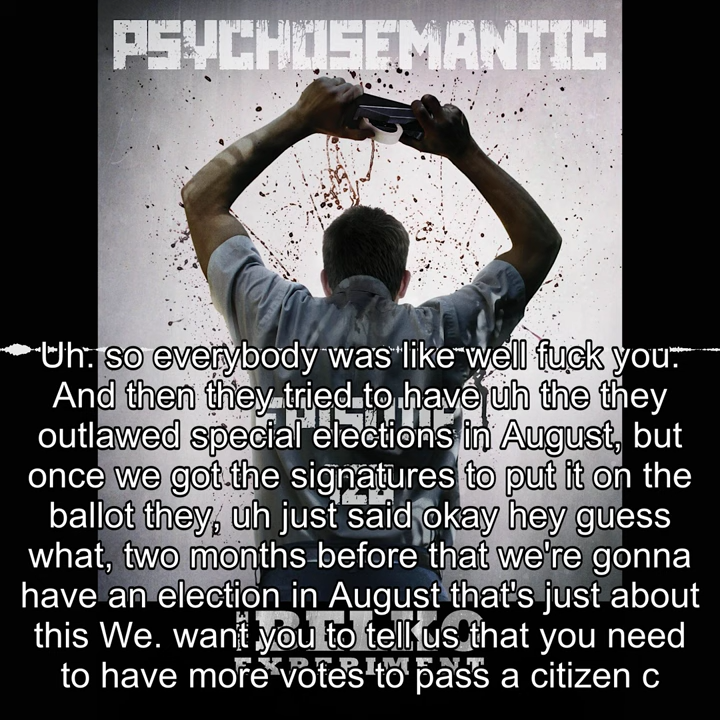 PSYCHOSEMANTIC
Uh. so everybody was like well fuck you.
And then they tried to have uh the they
outlawed special elections in August, but
once we got the signatures to put it on the
ballot they, uh just said okay hey guess
what, two months before that we're gonna
have an election in August that's just about
this We. want you to tell us that you need
to have more votes to pass a citizen c
BELKO
EXPERIMENT